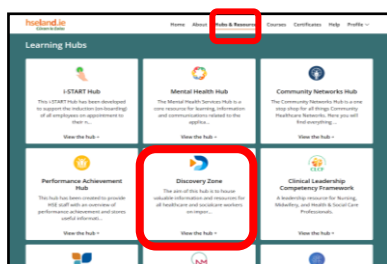 hseland.ie
Home About Hubs & Resources Courses Certificates Help Profile
Learning Hubs
i-START Hub
This i-START Hub has been developed
to support the induction (on-boarding)
of all employees on appointment to
their n...
View the hub
Mental Health Hub
The Mental Health Services Hub is a
core resource for learning, information
and communications related to the
applica...
View the hub
Community Networks Hub
The Community Networks Hub is a one
stop shop for all things Community
Healthcare Networks. Here you will
find everything ...
View the hub
Performance Achievement
Hub
This hub has been created to provide
HSE staff with an overview of
performance achievement and stores
useful informati...
View the hub
Discovery Zone
The aim of this hub is to house
valuable information and resources for
all healthcare and socialcare workers
on impor...
View the hub
Clinical Leadership
Competency Framework
A leadership resource for Nursing,
Midwifery, and Health & Social Care
Professionals.
View the hub